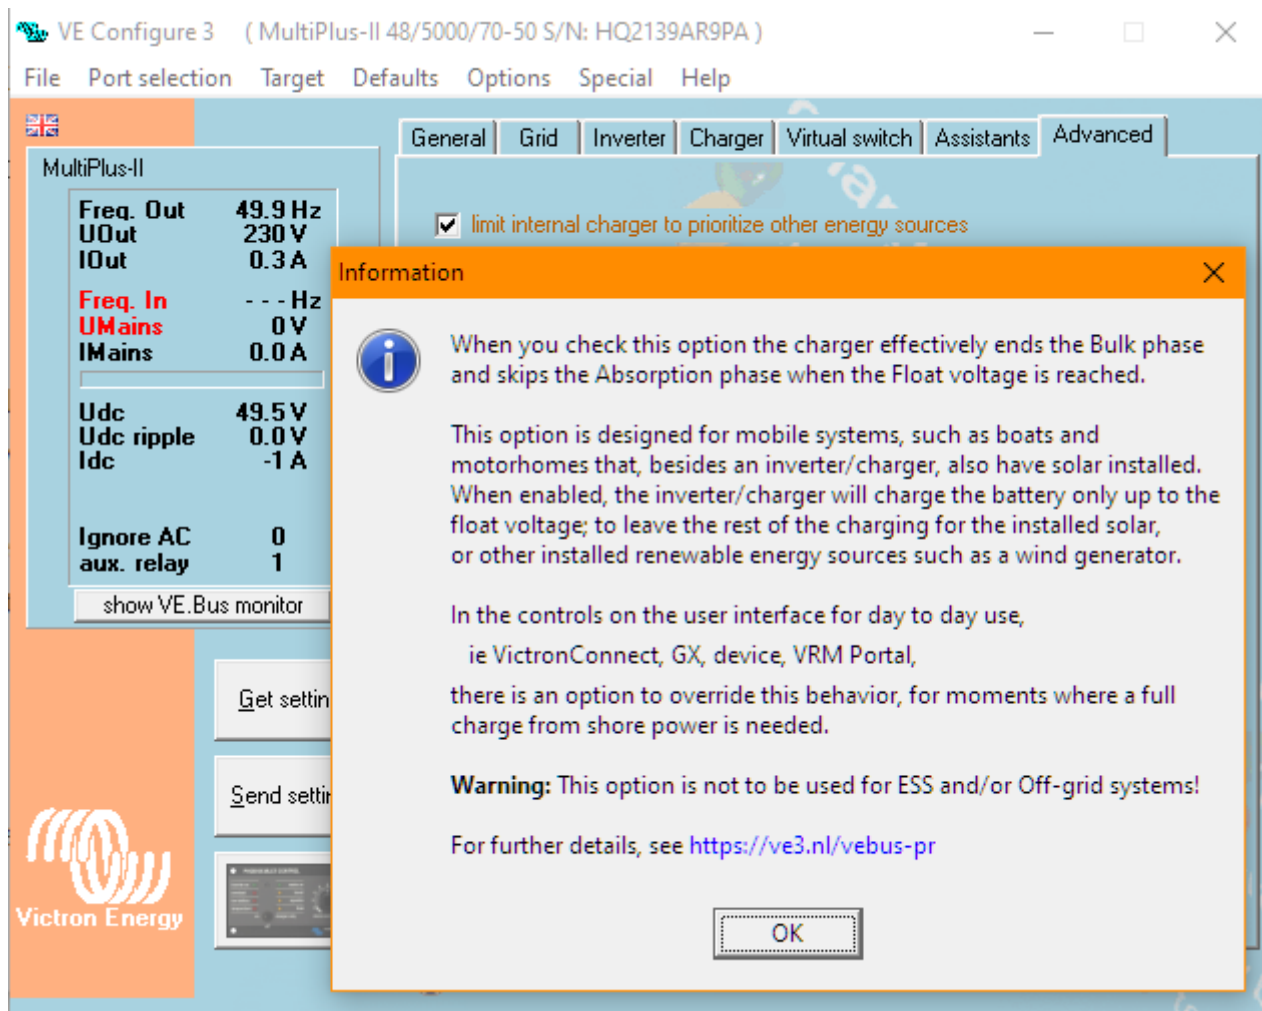 VE Configure 3 ( MultiPlus-II 48/5000/70-50 S/N: HQ2139AR9PA )
File Port selection Target Defaults Options Special Help
General Grid Inverter Charger Virtual switch Assistants Advanced
MultiPlus-II
Freq. Out 49.9 Hz
UOut 230 V
IOut 0.3 A
Freq. In - - - Hz
UMains 0 V
IMains 0.0 A
Udc 49.5 V
Udc ripple 0.0 V
Idc -1 A
Ignore AC 0
aux. relay 1
show VE.Bus monitor
Get settin
Send settin
Victron Energy
limit internal charger to prioritize other energy sources
Information
When you check this option the charger effectively ends the Bulk phase
and skips the Absorption phase when the Float voltage is reached.
This option is designed for mobile systems, such as boats and
motorhomes that, besides an inverter/charger, also have solar installed.
When enabled, the inverter/charger will charge the battery only up to the
float voltage; to leave the rest of the charging for the installed solar,
or other installed renewable energy sources such as a wind generator.
In the controls on the user interface for day to day use,
ie VictronConnect, GX, device, VRM Portal,
there is an option to override this behavior, for moments where a full
charge from shore power is needed.
Warning: This option is not to be used for ESS and/or Off-grid systems!
For further details, see https://ve3.nl/vebus-pr
OK